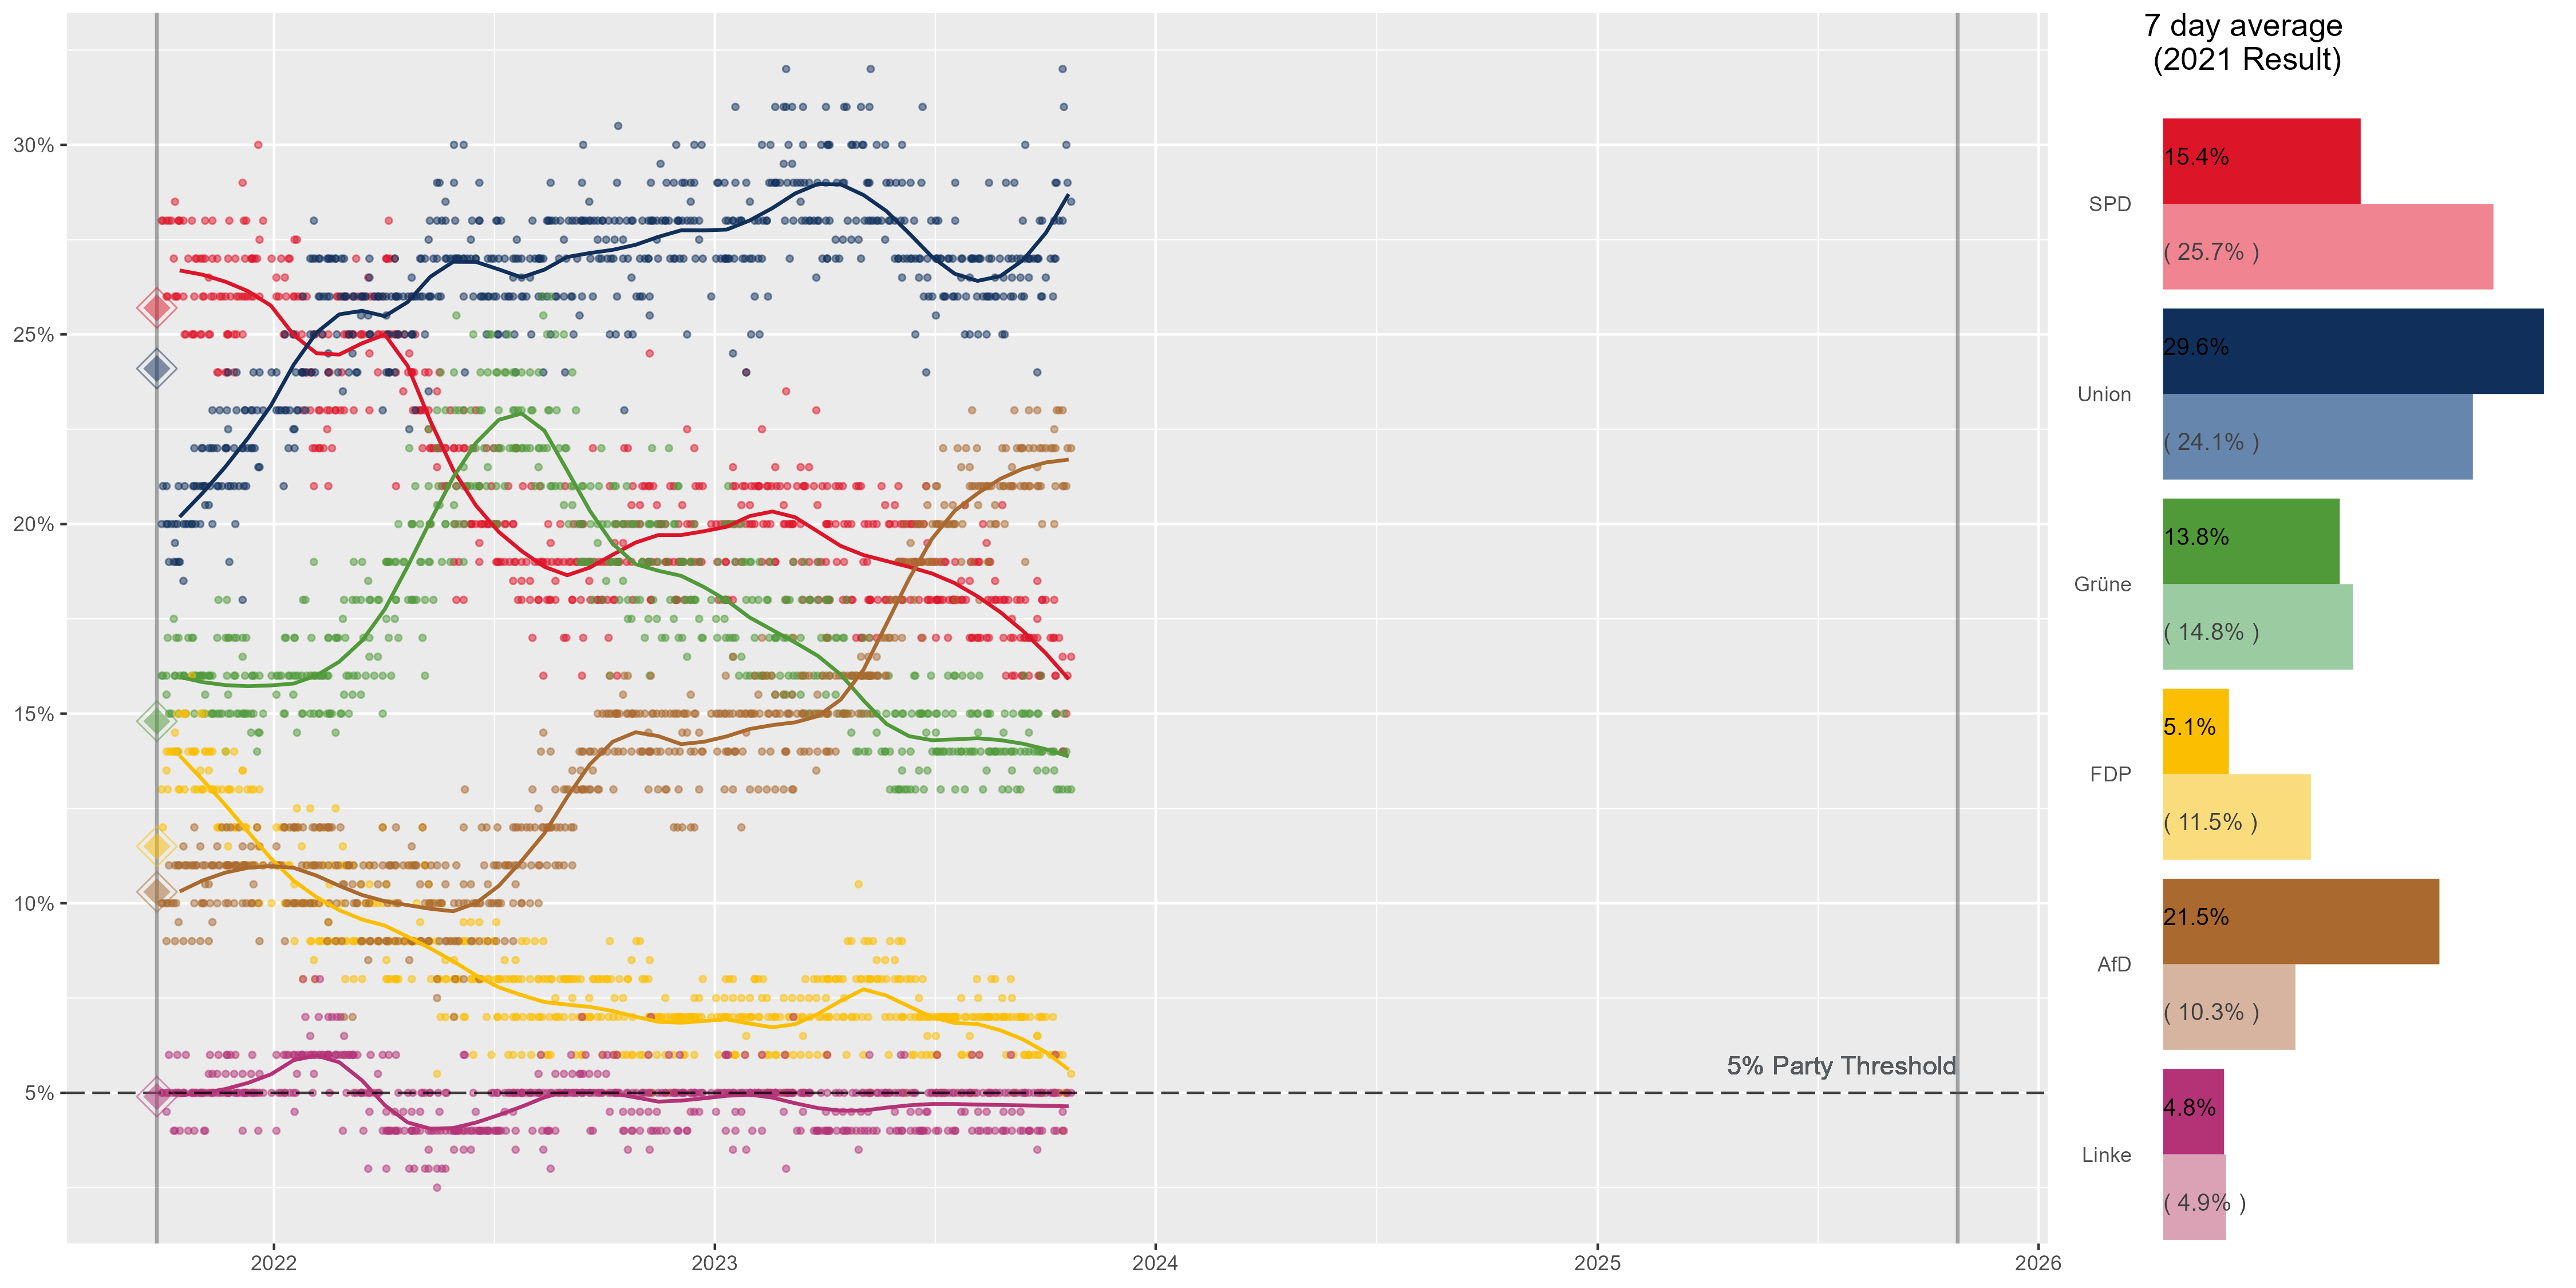 30%
25%
20%
15%
10%
5%
5% Party Threshold
2022
2023
2024
2025
2026
7 day average
(2021 Result)
SPD
15.4%
( 25.7% )
Union
29.6%
( 24.1% )
Grüne
13.8%
( 14.8% )
FDP
5.1%
( 11.5% )
AfD
21.5%
( 10.3% )
Linke
4.8%
( 4.9% )